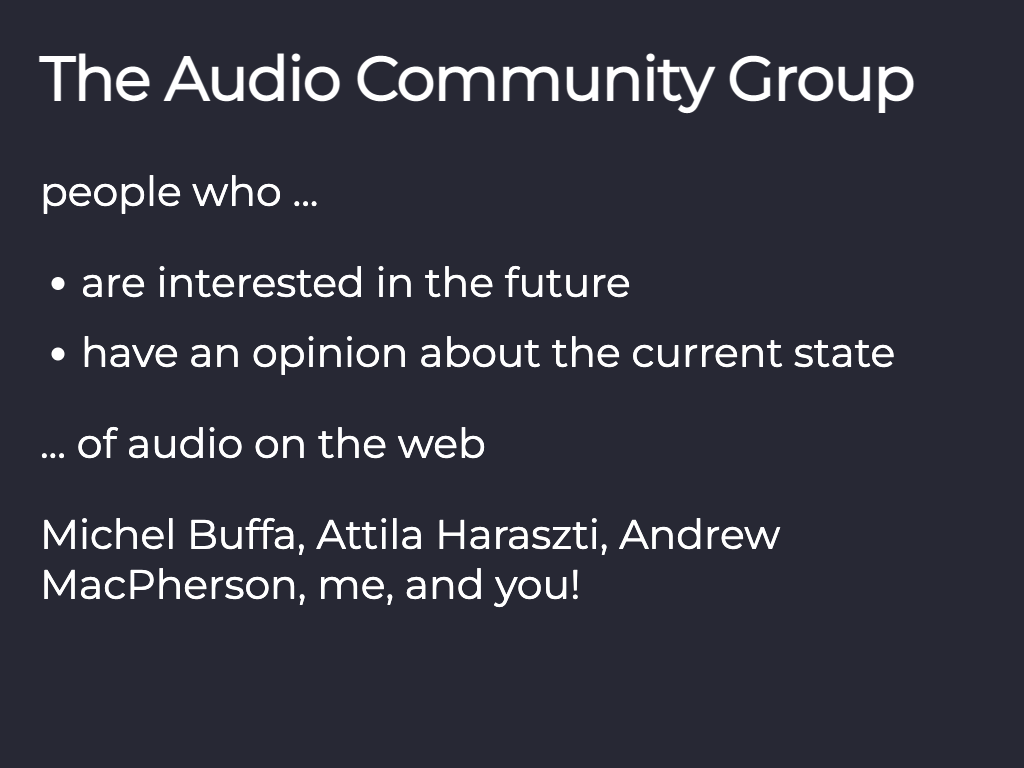 The Audio Community Group
people who ...
• are interested in the future
• have an opinion about the current state
... of audio on the web
Michel Buffa, Attila Haraszti, Andrew
MacPherson, me, and you!